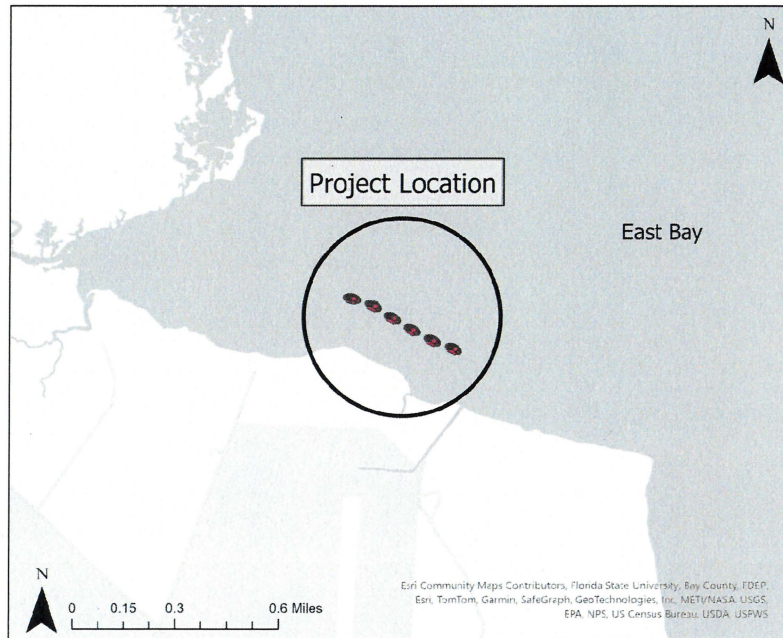 N
Project Location
East Bay
N
0 0.15 0.3 0.6 Miles
Esri Community Maps Contributors, Florida State University, Bay County, FDEP,
Esri, TomTom, Garmin, SafeGraph, GeoTechnologies, Inc, METI/NASA, USGS,
EPA, NPS, US Census Bureau, USDA, USFWS